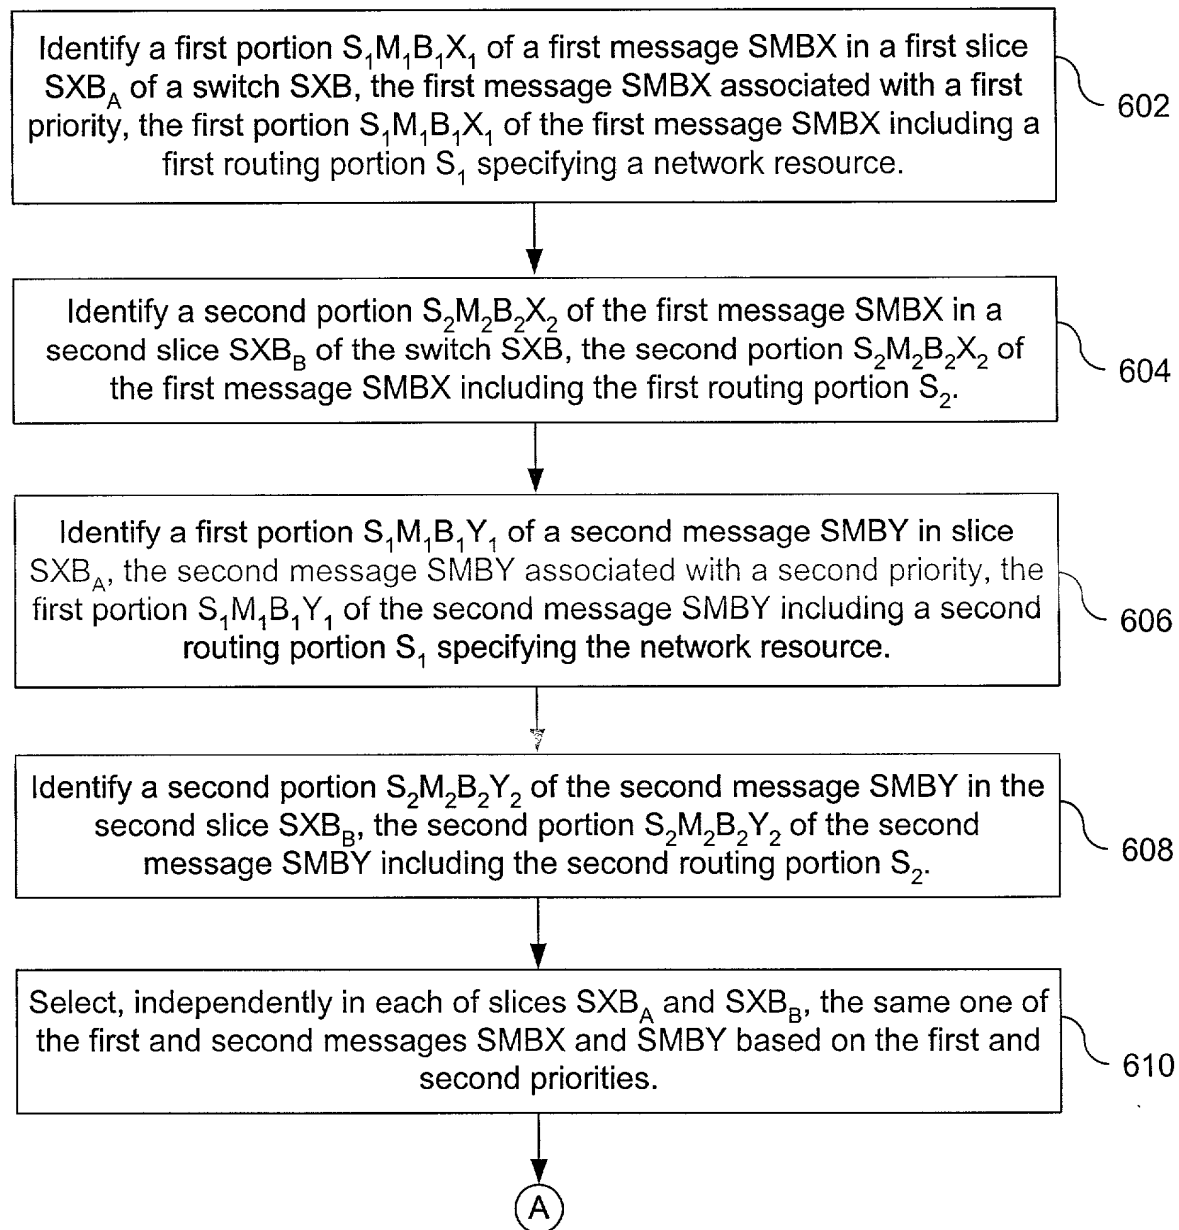 Identify a first portion S₁M₁B₁X₁ of a first message SMBX in a first slice
SXB_A of a switch SXB, the first message SMBX associated with a first
priority, the first portion S₁M₁B₁X₁ of the first message SMBX including a
first routing portion S₁ specifying a network resource.
602
Identify a second portion S₂M₂B₂X₂ of the first message SMBX in a
second slice SXB_B of the switch SXB, the second portion S₂M₂B₂X₂ of
the first message SMBX including the first routing portion S₂.
604
Identify a first portion S₁M₁B₁Y₁ of a second message SMBY in slice
SXB_A, the second message SMBY associated with a second priority, the
first portion S₁M₁B₁Y₁ of the second message SMBY including a second
routing portion S₁ specifying the network resource.
606
Identify a second portion S₂M₂B₂Y₂ of the second message SMBY in the
second slice SXB_B, the second portion S₂M₂B₂Y₂ of the second
message SMBY including the second routing portion S₂.
608
Select, independently in each of slices SXB_A and SXB_B, the same one of
the first and second messages SMBX and SMBY based on the first and
second priorities.
610
A